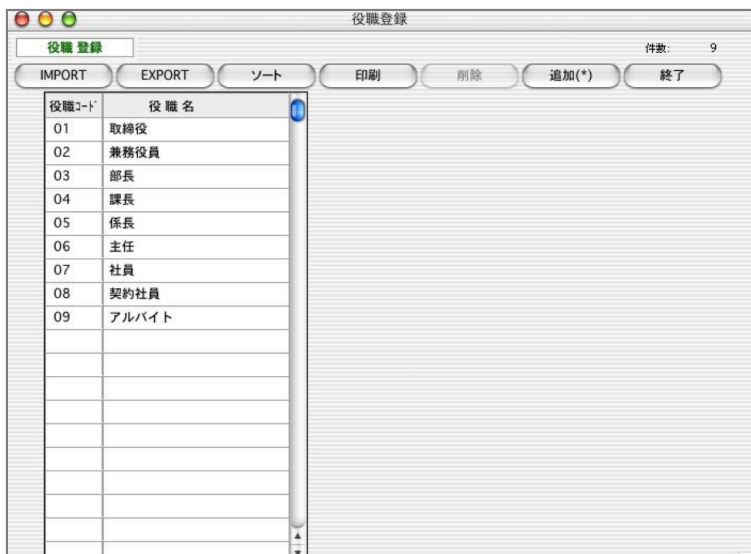 役職登録
役職 登録
件数: 9
IMPORT EXPORT ソート 印刷 削除 追加(*) 終了
役職ｺｰﾄﾞ 役 職 名
01 取締役
02 兼務役員
03 部長
04 課長
05 係長
06 主任
07 社員
08 契約社員
09 アルバイト